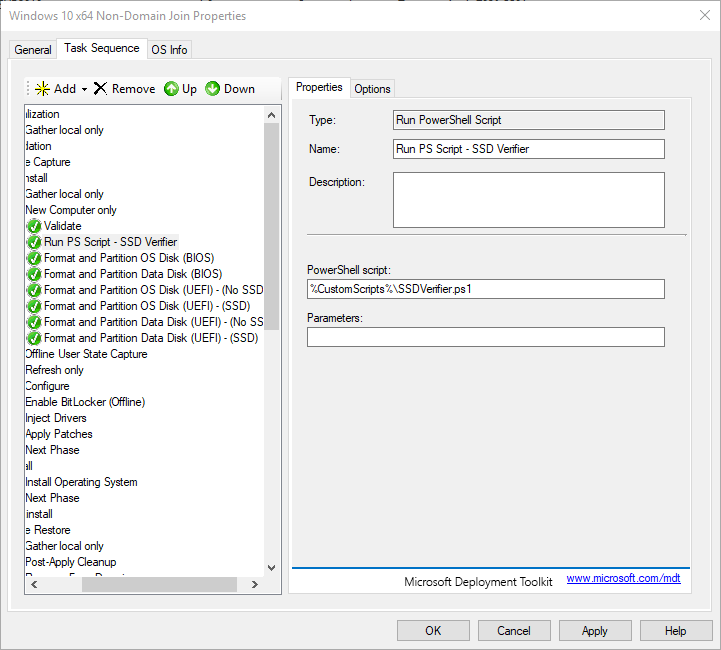 Windows 10 x64 Non-Domain Join Properties
General
Task Sequence
OS Info
Add
Remove
Up
Down
lization
Gather local only
dation
e Capture
nstall
Gather local only
New Computer only
Validate
Run PS Script - SSD Verifier
Format and Partition OS Disk (BIOS)
Format and Partition Data Disk (BIOS)
Format and Partition OS Disk (UEFI) - (No SSD
Format and Partition OS Disk (UEFI) - (SSD)
Format and Partition Data Disk (UEFI) - (No SS
Format and Partition Data Disk (UEFI) - (SSD)
Offline User State Capture
Refresh only
Configure
Enable BitLocker (Offline)
Inject Drivers
Apply Patches
Next Phase
all
Install Operating System
Next Phase
install
e Restore
Gather local only
Post-Apply Cleanup
Properties
Options
Type:
Run PowerShell Script
Name:
Run PS Script - SSD Verifier
Description:
PowerShell script:
%CustomScripts%\SSDVerifier.ps1
Parameters:
Microsoft Deployment Toolkit
www.microsoft.com/mdt
OK
Cancel
Apply
Help